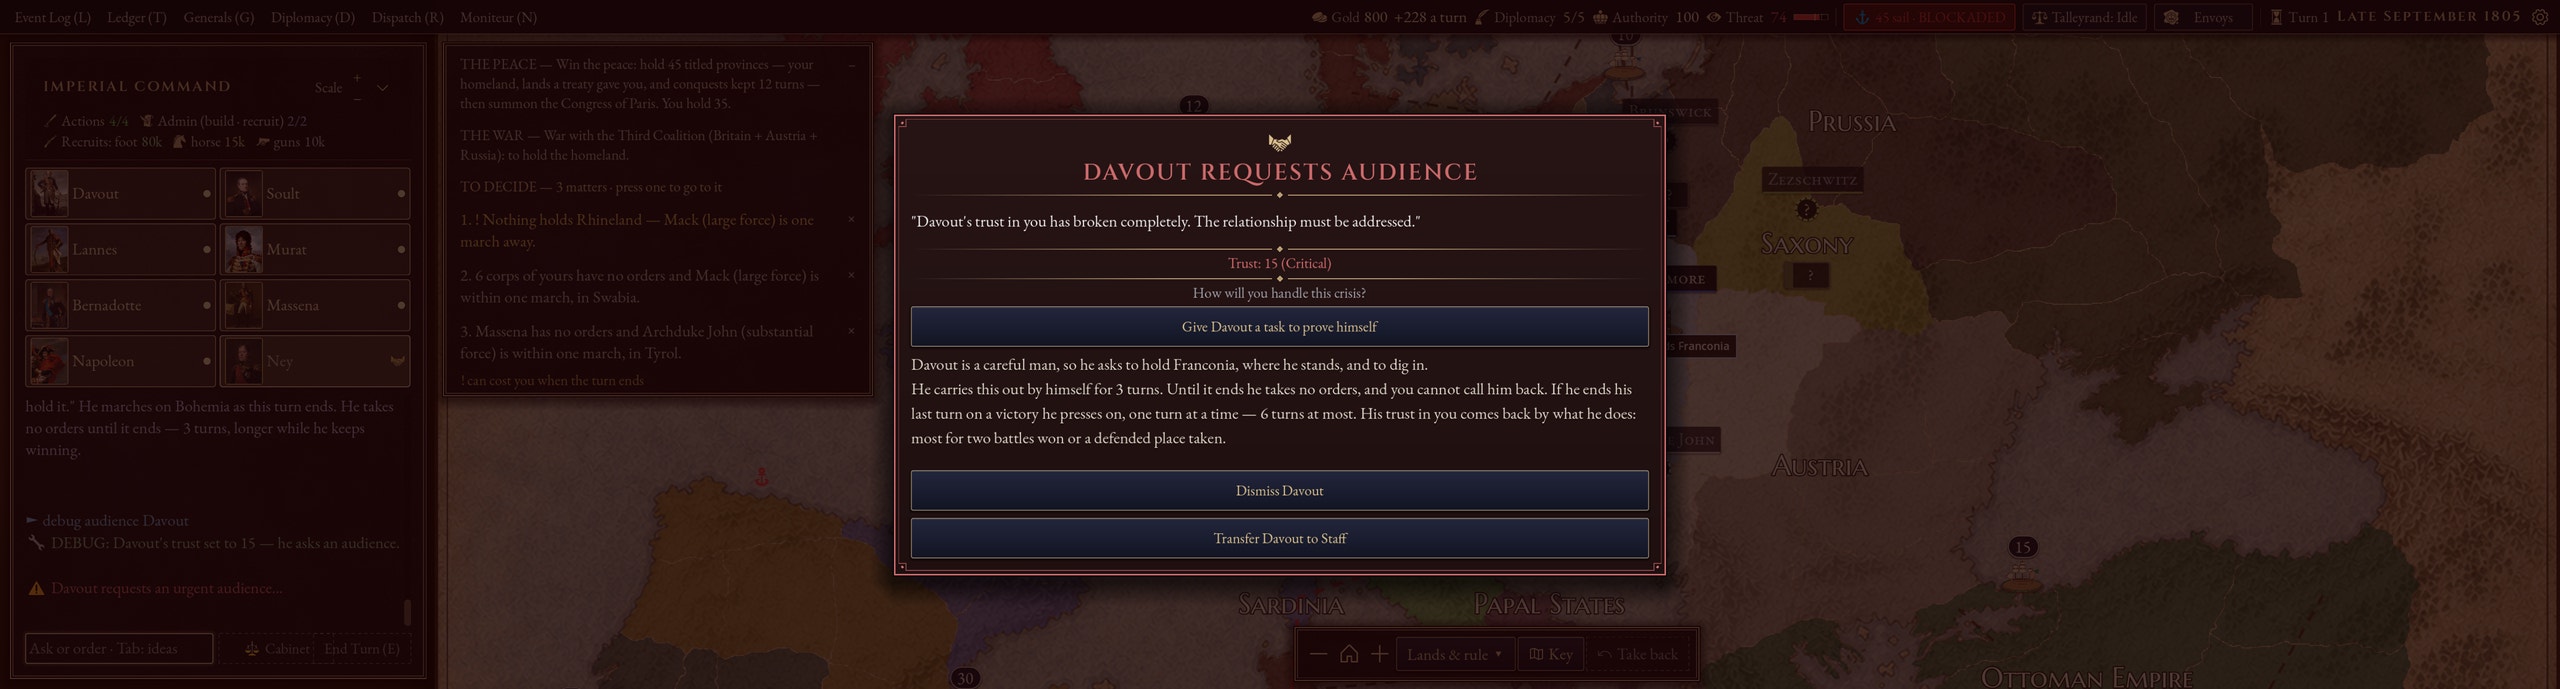 Event Log (L) Ledger (T) Generals (G) Diplomacy (D) Dispatch (R) Moniteur (N)
Gold 800 +228 a turn Diplomacy 5/5 Authority 100 Threat 74 45 sail · BLOCKADED Talleyrand: Idle Envoys Turn 1 LATE SEPTEMBER 1805
IMPERIAL COMMAND
Scale + −
Actions 4/4 Admin (build · recruit) 2/2
Recruits: foot 80k horse 15k guns 10k
Davout Soult
Lannes Murat
Bernadotte Massena
Napoleon Ney
hold it." He marches on Bohemia as this turn ends. He takes
no orders until it ends — 3 turns, longer while he keeps
winning.
debug audience Davout
DEBUG: Davout's trust set to 15 — he asks an audience.
Davout requests an urgent audience...
Ask or order · Tab: ideas Cabinet End Turn (E)
THE PEACE — Win the peace: hold 45 titled provinces — your
homeland, lands a treaty gave you, and conquests kept 12 turns —
then summon the Congress of Paris. You hold 35.
THE WAR — War with the Third Coalition (Britain + Austria +
Russia): to hold the homeland.
TO DECIDE — 3 matters · press one to go to it
1. ! Nothing holds Rhineland — Mack (large force) is one
march away.
2. 6 corps of yours have no orders and Mack (large force) is
within one march, in Swabia.
3. Massena has no orders and Archduke John (substantial
force) is within one march, in Tyrol.
! can cost you when the turn ends
DAVOUT REQUESTS AUDIENCE
"Davout's trust in you has broken completely. The relationship must be addressed."
Trust: 15 (Critical)
How will you handle this crisis?
Give Davout a task to prove himself
Davout is a careful man, so he asks to hold Franconia, where he stands, and to dig in.
He carries this out by himself for 3 turns. Until it ends he takes no orders, and you cannot call him back. If he ends his
last turn on a victory he presses on, one turn at a time — 6 turns at most. His trust in you comes back by what he does:
most for two battles won or a defended place taken.
Dismiss Davout
Transfer Davout to Staff
12
BRUNSWICK
PRUSSIA
ZEZSCHWITZ
?
SAXONY
?
MORE
ds Franconia
JOHN
AUSTRIA
15
SARDINIA
PAPAL STATES
30
OTTOMAN EMPIRE
Lands & rule Key Take back